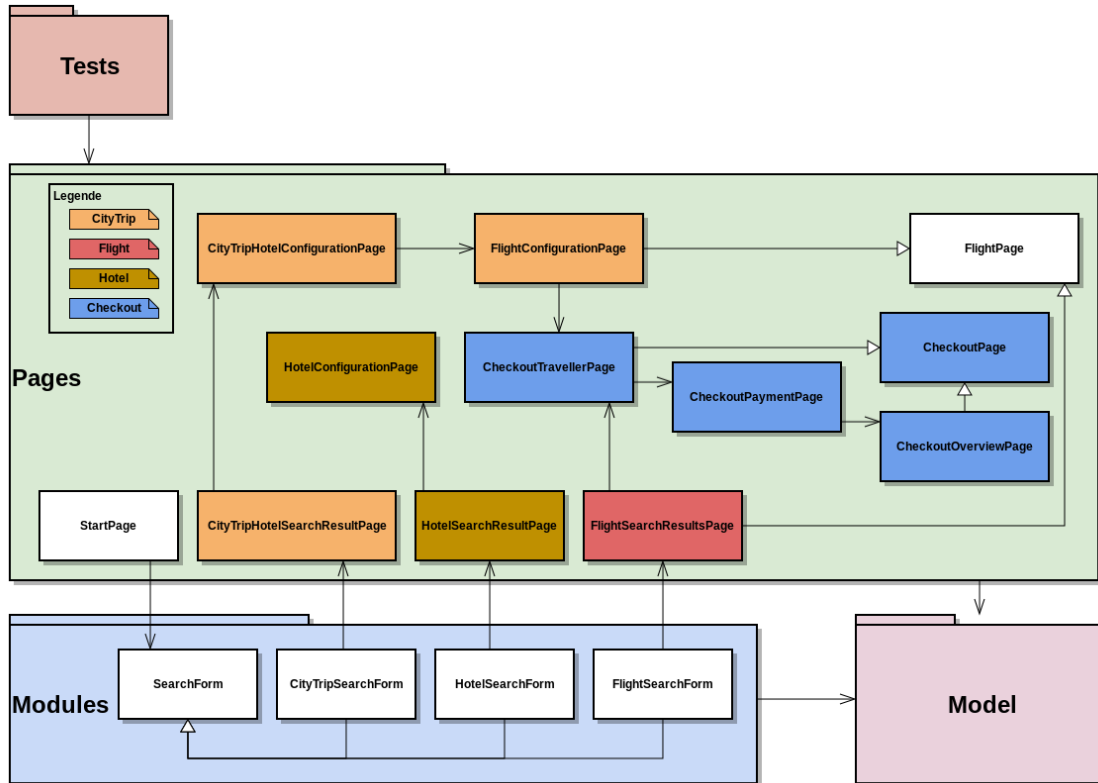 Tests
Legende
CityTrip
Flight
Hotel
Checkout
Pages
CityTripHotelConfigurationPage
FlightConfigurationPage
FlightPage
HotelConfigurationPage
CheckoutTravellerPage
CheckoutPage
CheckoutPaymentPage
CheckoutOverviewPage
StartPage
CityTripHotelSearchResultPage
HotelSearchResultPage
FlightSearchResultsPage
Modules
SearchForm
CityTripSearchForm
HotelSearchForm
FlightSearchForm
Model